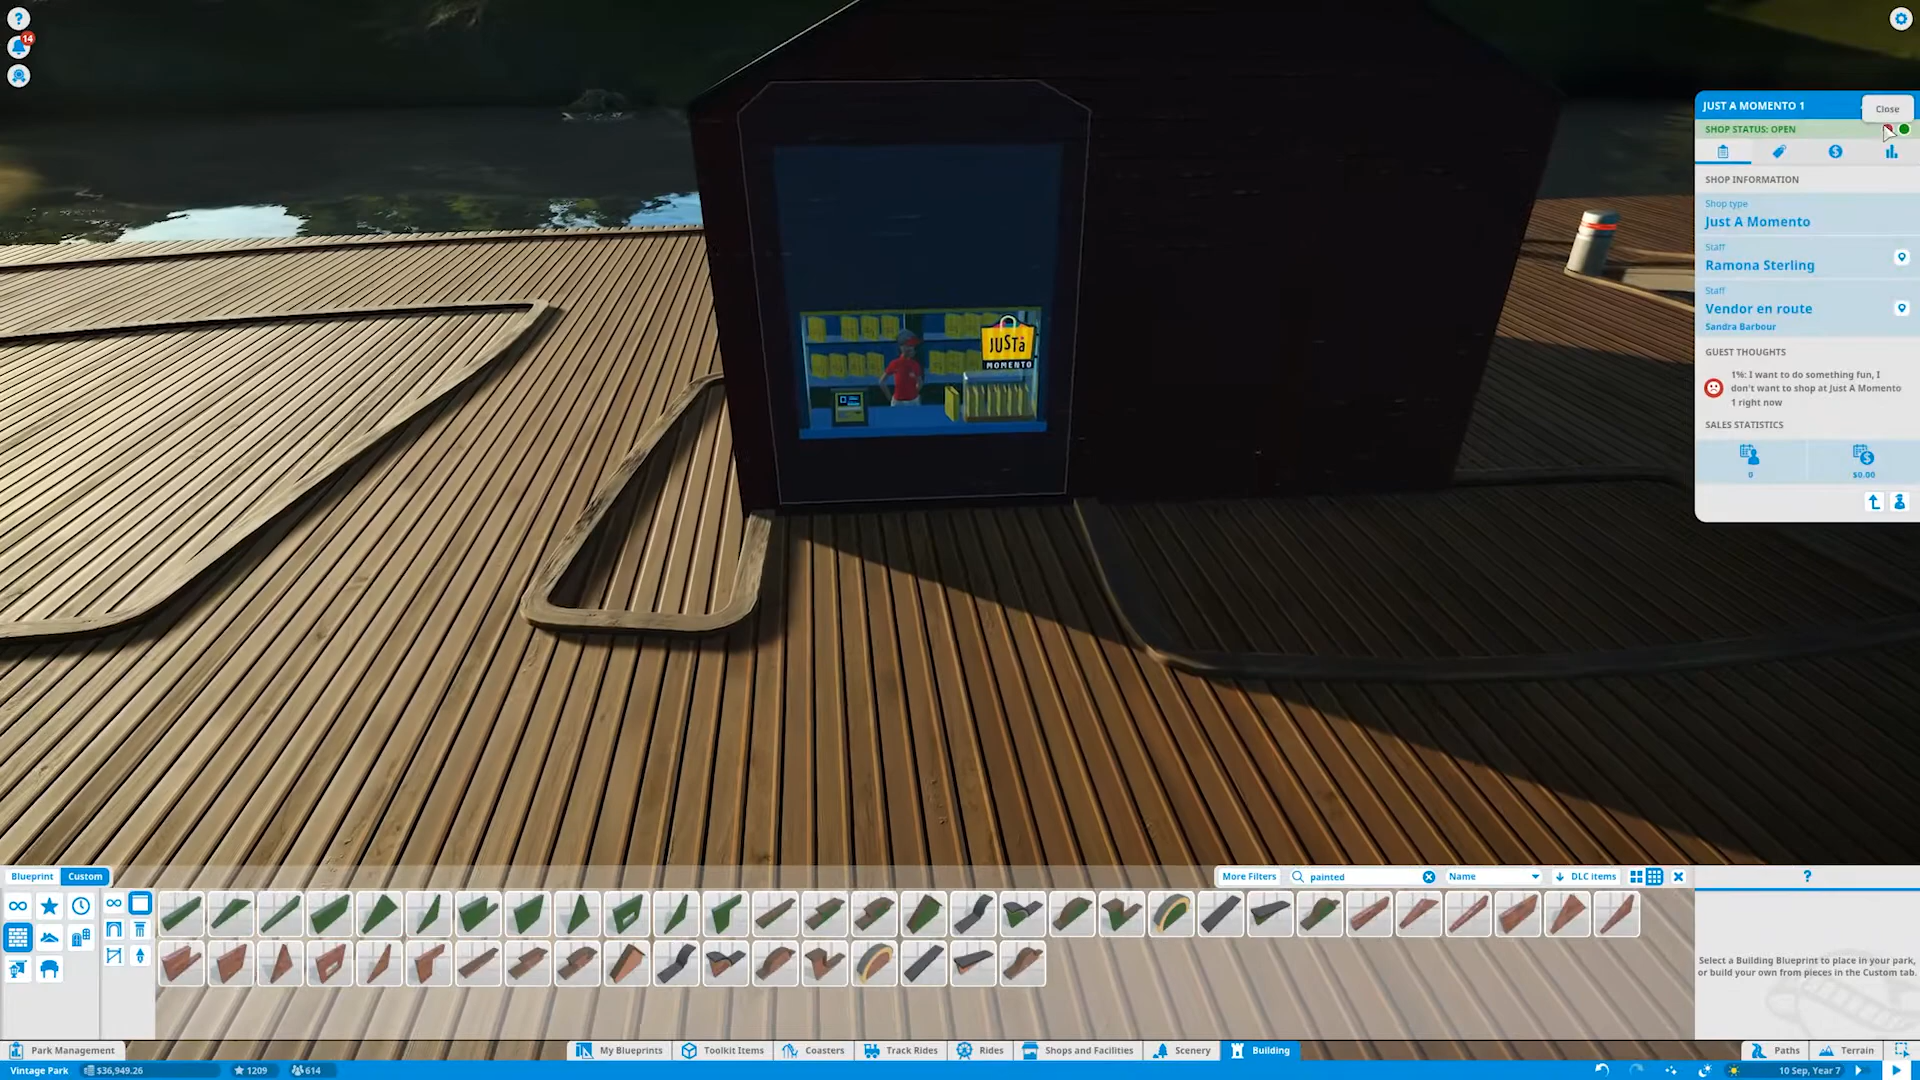 ?
14
JUST A MOMENTO 1
Close
SHOP STATUS: OPEN
SHOP INFORMATION
Shop type
Just A Momento
Staff
Ramona Sterling
Staff
Vendor en route
Sandra Barbour
GUEST THOUGHTS
1%: I want to do something fun, I
don't want to shop at Just A Momento
1 right now
SALES STATISTICS
0
$0.00
JUSTa
MOMENTO
Blueprint
Custom
More Filters
painted
Name
DLC items
?
Select a Building Blueprint to place in your park,
or build your own from pieces in the Custom tab.
Park Management
My Blueprints
Toolkit Items
Coasters
Track Rides
Rides
Shops and Facilities
Scenery
Building
Paths
Terrain
Vintage Park
$36,949.26
1209
614
10 Sep, Year 7